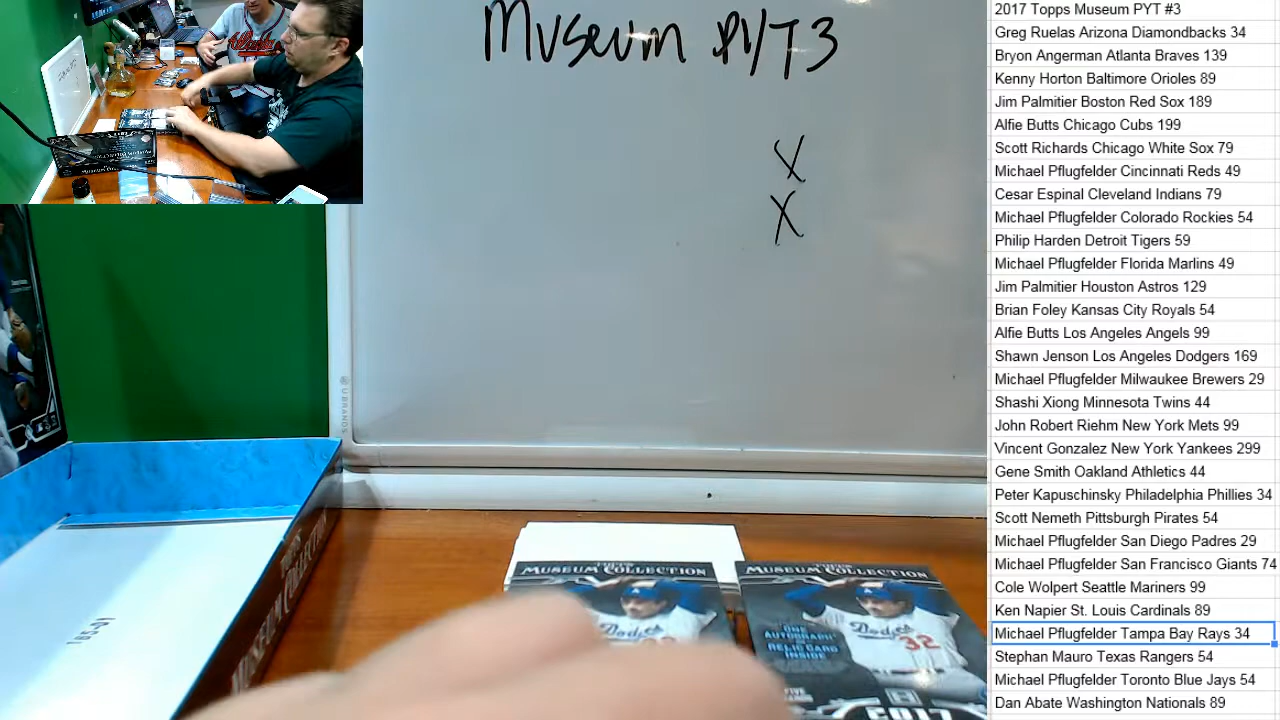 Museum PYT3
X
X
2017 Topps Museum PYT #3
Greg Ruelas Arizona Diamondbacks 34
Bryon Angerman Atlanta Braves 139
Kenny Horton Baltimore Orioles 89
Jim Palmitier Boston Red Sox 189
Alfie Butts Chicago Cubs 199
Scott Richards Chicago White Sox 79
Michael Pflugfelder Cincinnati Reds 49
Cesar Espinal Cleveland Indians 79
Michael Pflugfelder Colorado Rockies 54
Philip Harden Detroit Tigers 59
Michael Pflugfelder Florida Marlins 49
Jim Palmitier Houston Astros 129
Brian Foley Kansas City Royals 54
Alfie Butts Los Angeles Angels 99
Shawn Jenson Los Angeles Dodgers 169
Michael Pflugfelder Milwaukee Brewers 29
Shashi Xiong Minnesota Twins 44
John Robert Riehm New York Mets 99
Vincent Gonzalez New York Yankees 299
Gene Smith Oakland Athletics 44
Peter Kapuschinsky Philadelphia Phillies 34
Scott Nemeth Pittsburgh Pirates 54
Michael Pflugfelder San Diego Padres 29
Michael Pflugfelder San Francisco Giants 74
Cole Wolpert Seattle Mariners 99
Ken Napier St. Louis Cardinals 89
Michael Pflugfelder Tampa Bay Rays 34
Stephan Mauro Texas Rangers 54
Michael Pflugfelder Toronto Blue Jays 54
Dan Abate Washington Nationals 89
MUSEUM COLLECTION
Dodgers
MUSEUM COLLECTION
ONE
AUTOGRAPH
RELIC CARD
INSIDE
Dodgers
32
2017
MUSEUM COLLECTION
U BRANDS